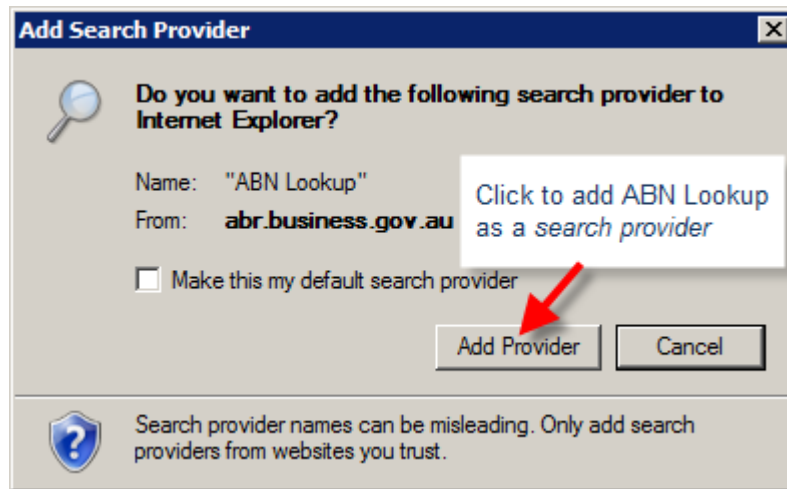 Add Search Provider
Do you want to add the following search provider to
Internet Explorer?
Name: "ABN Lookup"
From: abr.business.gov.au
Click to add ABN Lookup
as a search provider
Make this my default search provider
Add Provider
Cancel
Search provider names can be misleading. Only add search
providers from websites you trust.